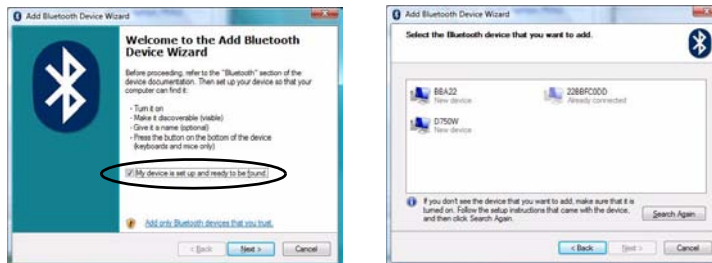 Add Bluetooth Device Wizard
Welcome to the Add Bluetooth
Device Wizard
Before proceeding, refer to the "Bluetooth" section of the
device documentation. Then set up your device so that your
computer can find it:
- Turn it on
- Make it discoverable (visible)
- Give it a name (optional)
- Press the button on the bottom of the device
(keyboards and mice only)
My device is set up and ready to be found.
Add only Bluetooth devices that you trust.
< Back
Next >
Cancel
Add Bluetooth Device Wizard
Select the Bluetooth device that you want to add.
BBA22
New device
22BBFC0DD
Already connected
D750W
New device
If you don't see the device that you want to add, make sure that it is
turned on. Follow the setup instructions that came with the device,
and then click Search Again.
Search Again
< Back
Next >
Cancel